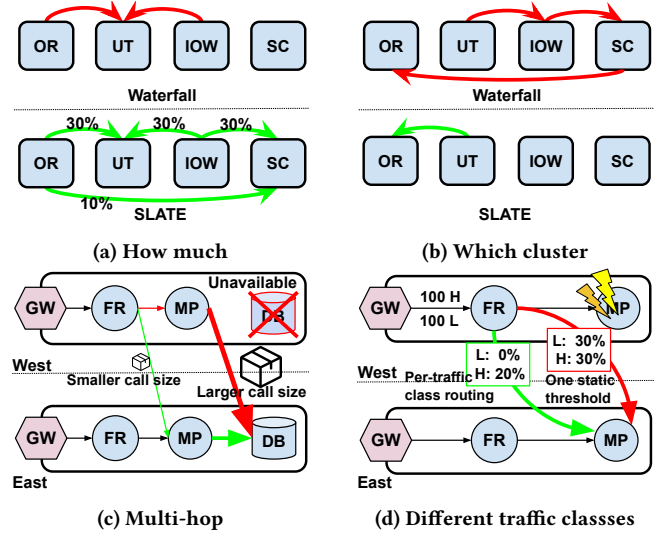 OR UT IOW SC
Waterfall
30% 30% 30%
OR UT IOW SC
10%
SLATE
(a) How much
OR UT IOW SC
Waterfall
OR UT IOW SC
SLATE
(b) Which cluster
Unavailable
GW FR MP DB
West
Smaller call size
Larger call size
GW FR MP DB
East
(c) Multi-hop
GW 100 H FR MP
100 L
L: 30%
H: 30%
L: 0%
H: 20%
West
Per-traffic
class routing
One static
threshold
GW FR MP
East
(d) Different traffic classses